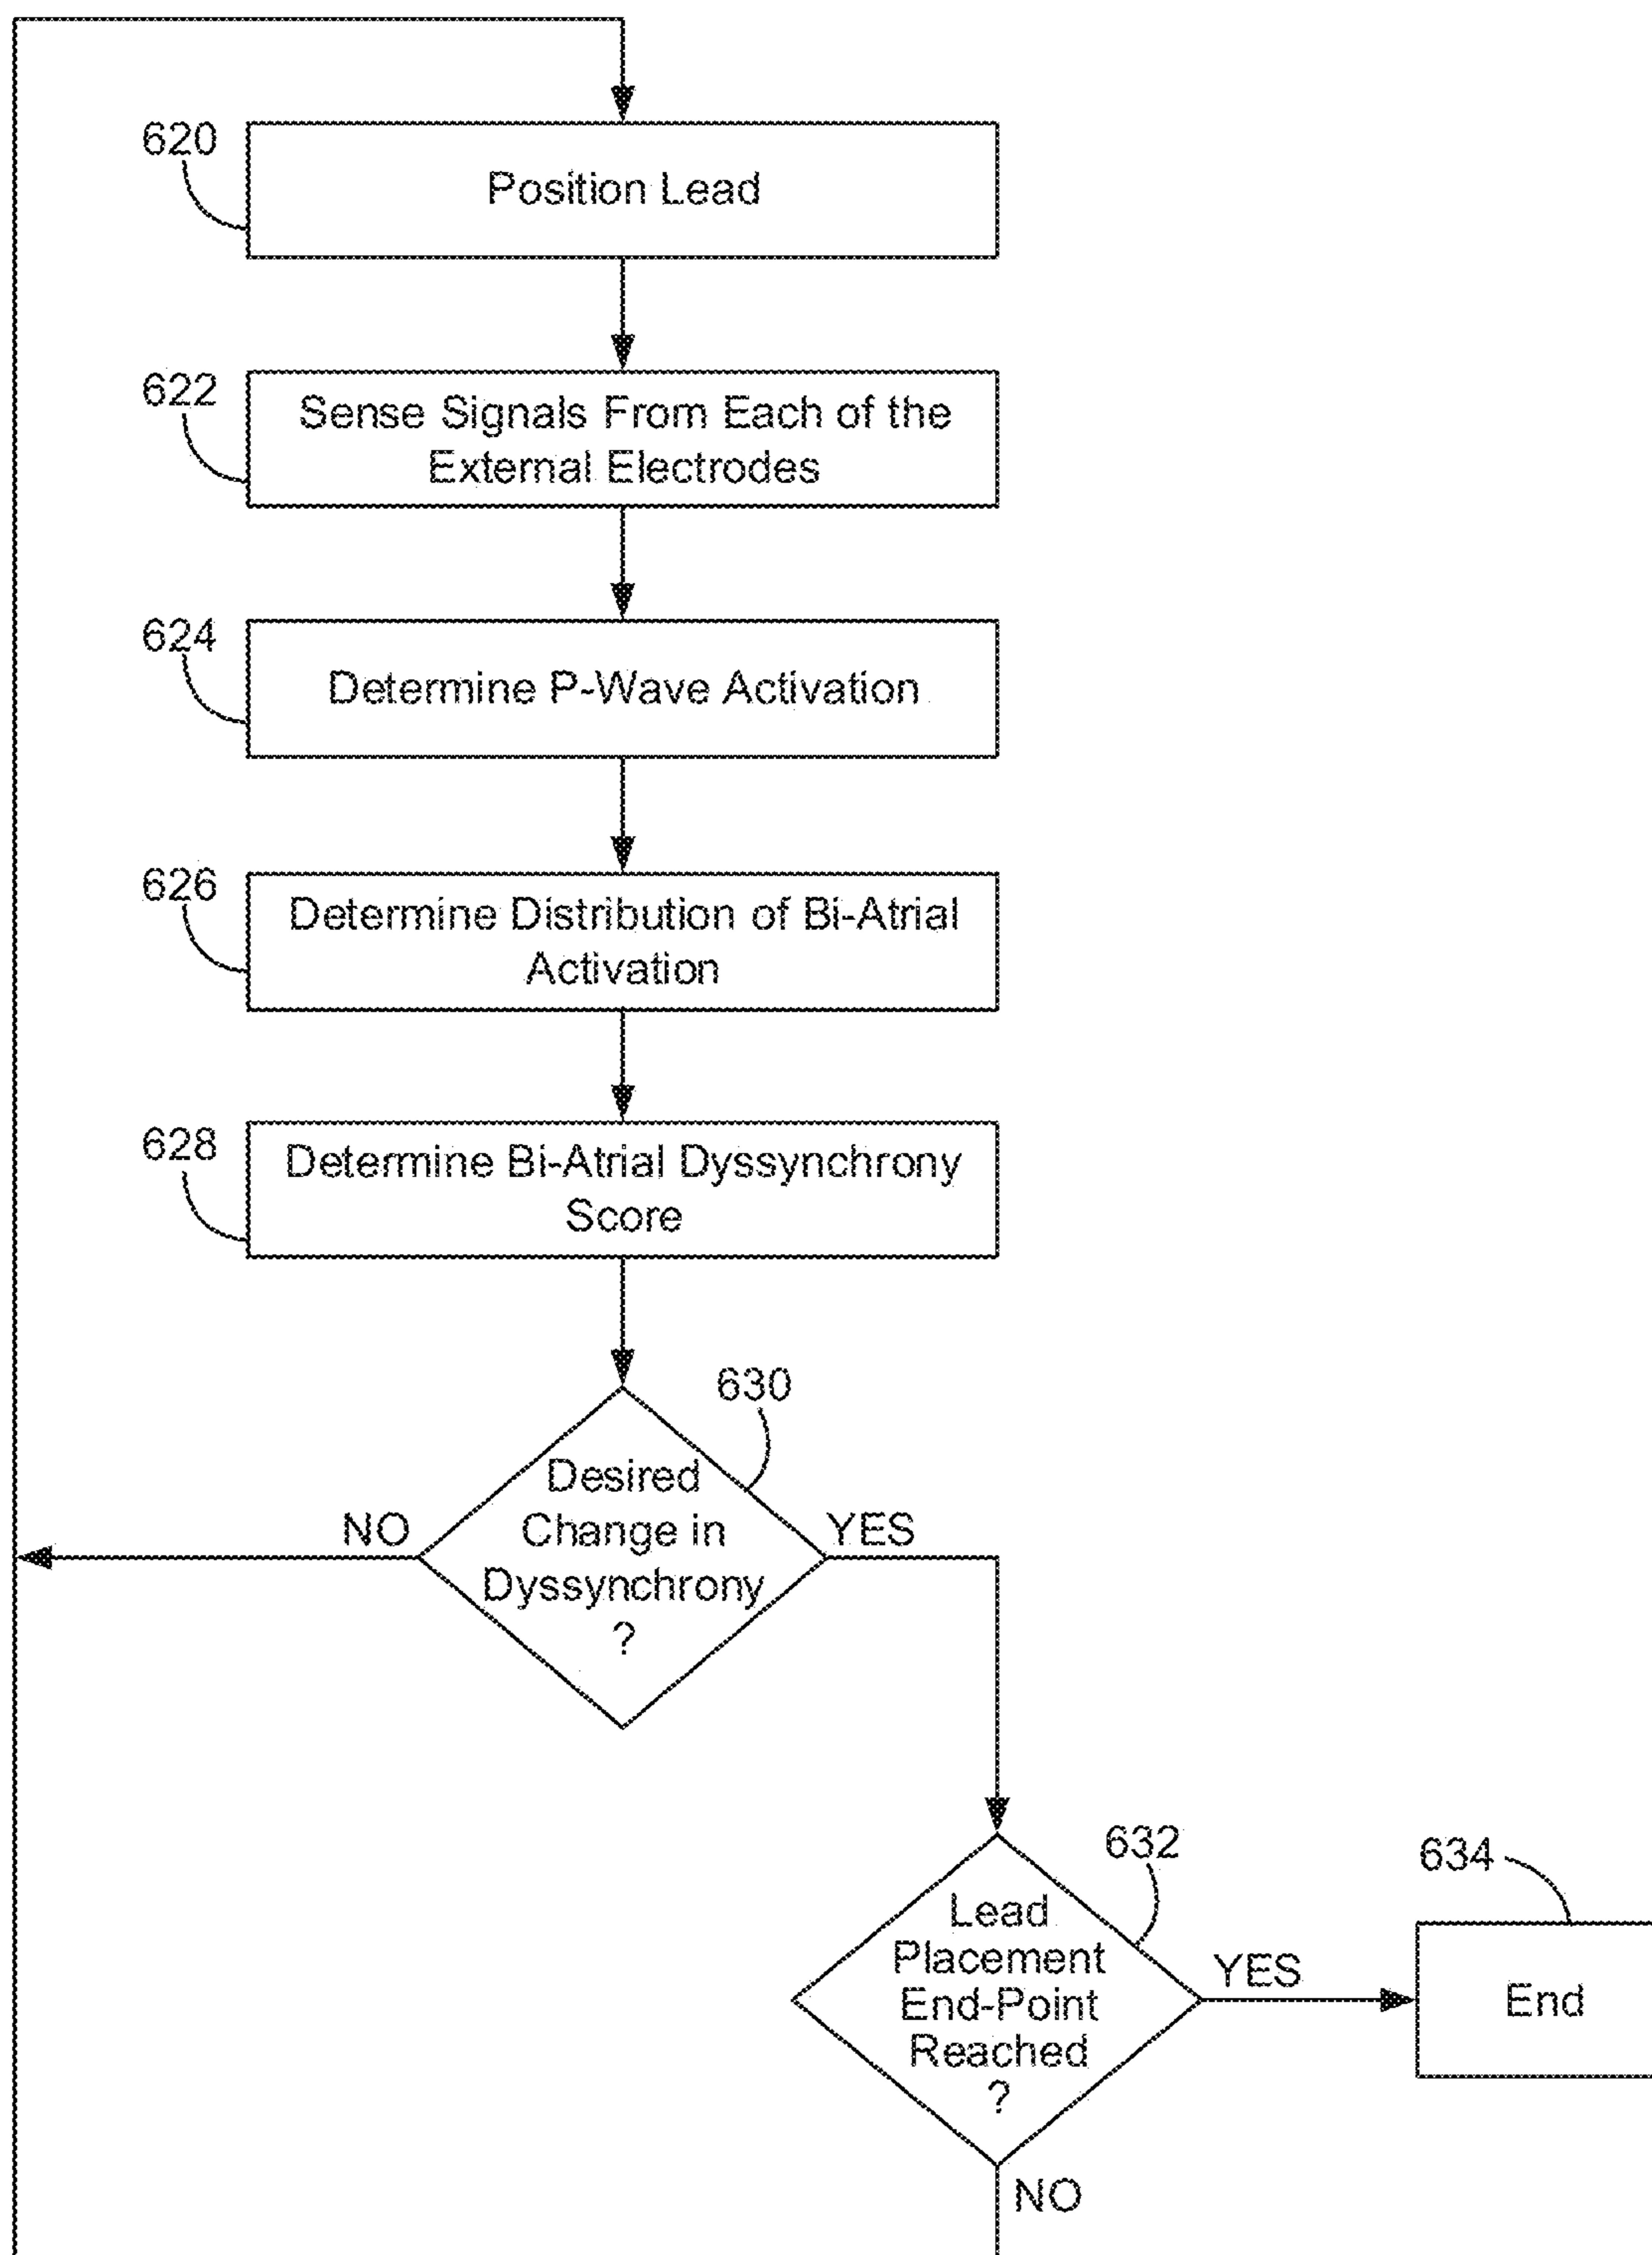 620
Position Lead
622
Sense Signals From Each of the
External Electrodes
624
Determine P-Wave Activation
626
Determine Distribution of Bi-Atrial
Activation
628
Determine Bi-Atrial Dyssynchrony
Score
630
Desired
Change in
Dyssynchrony
?
NO
YES
632
Lead
Placement
End-Point
Reached
?
YES
634
End
NO